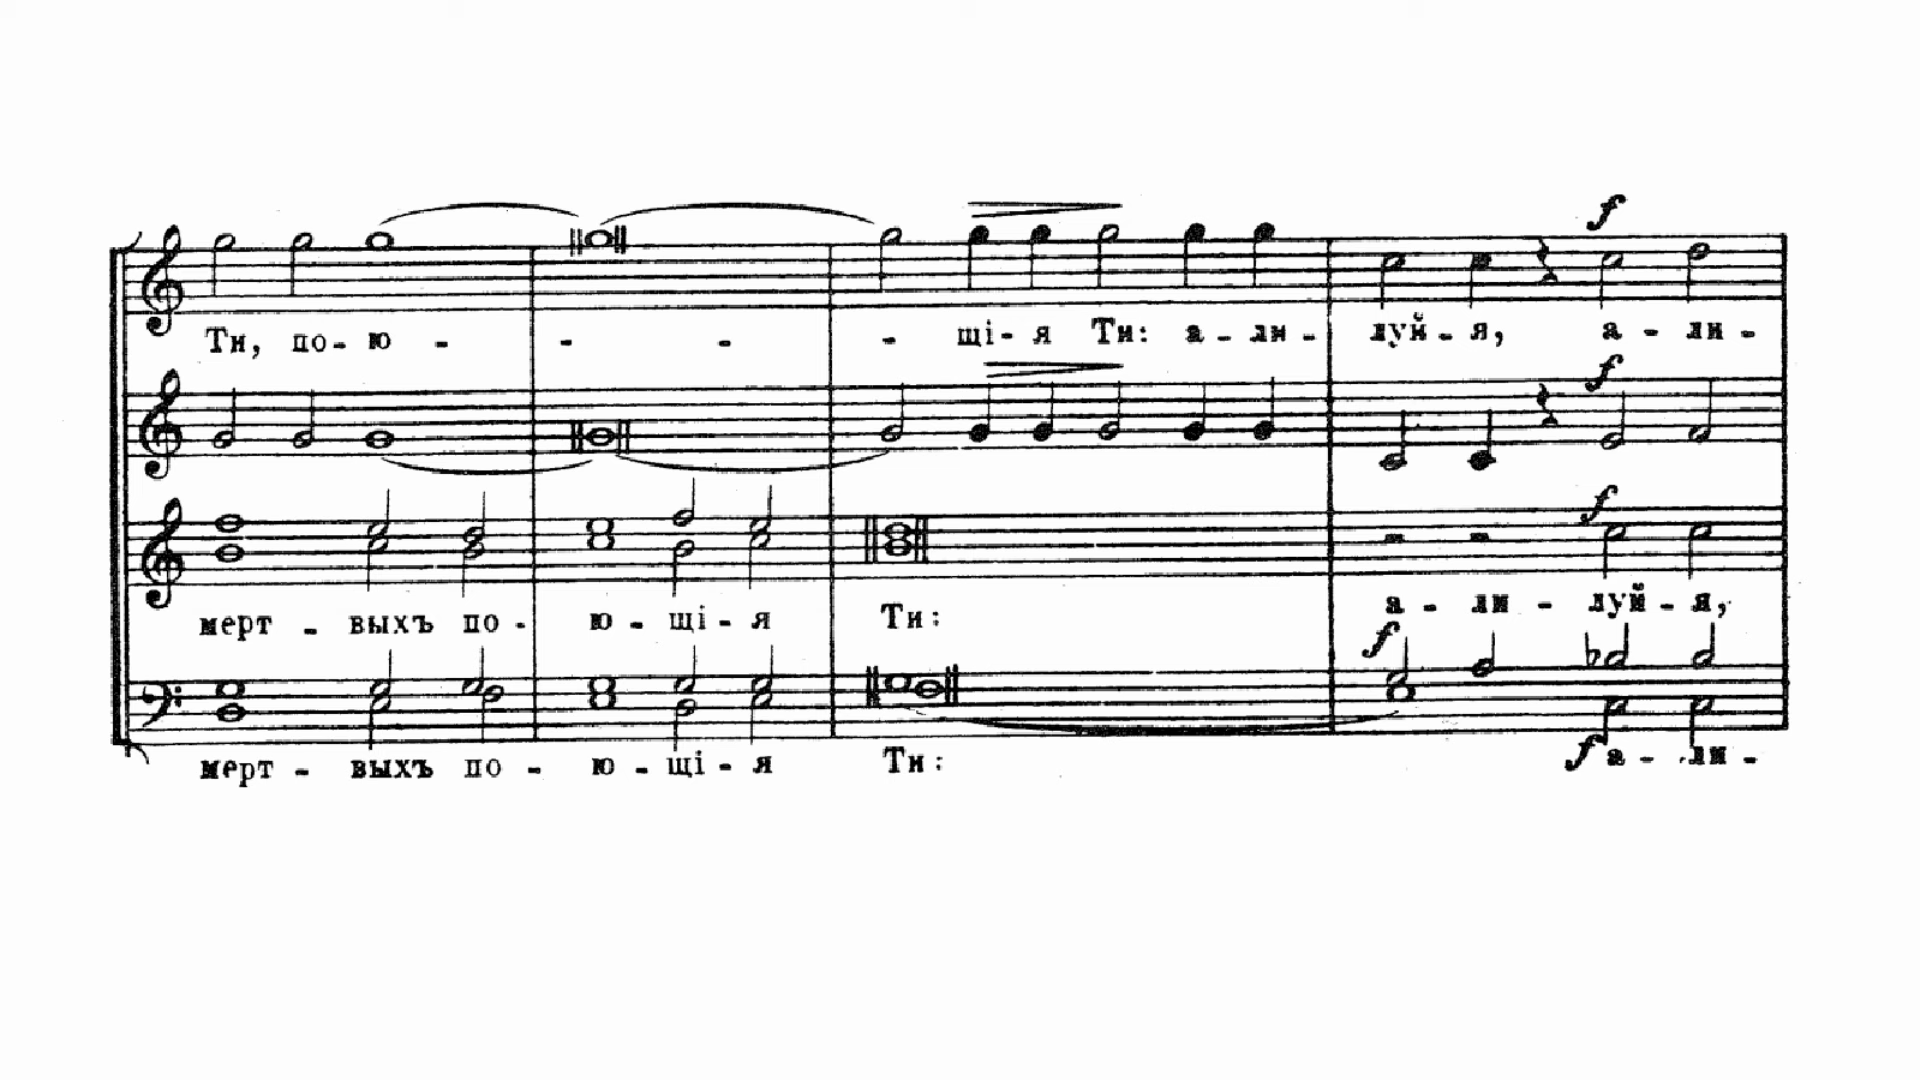 f
Ти, по- ю - - - - щі- я Ти: а - ли - луй - я, а - ли -
f
f
мерт - выхъ по - ю - щі - я Ти: а - ли - луй - я,
f
мерт - выхъ по - ю - щі - я Ти: f а - ли -